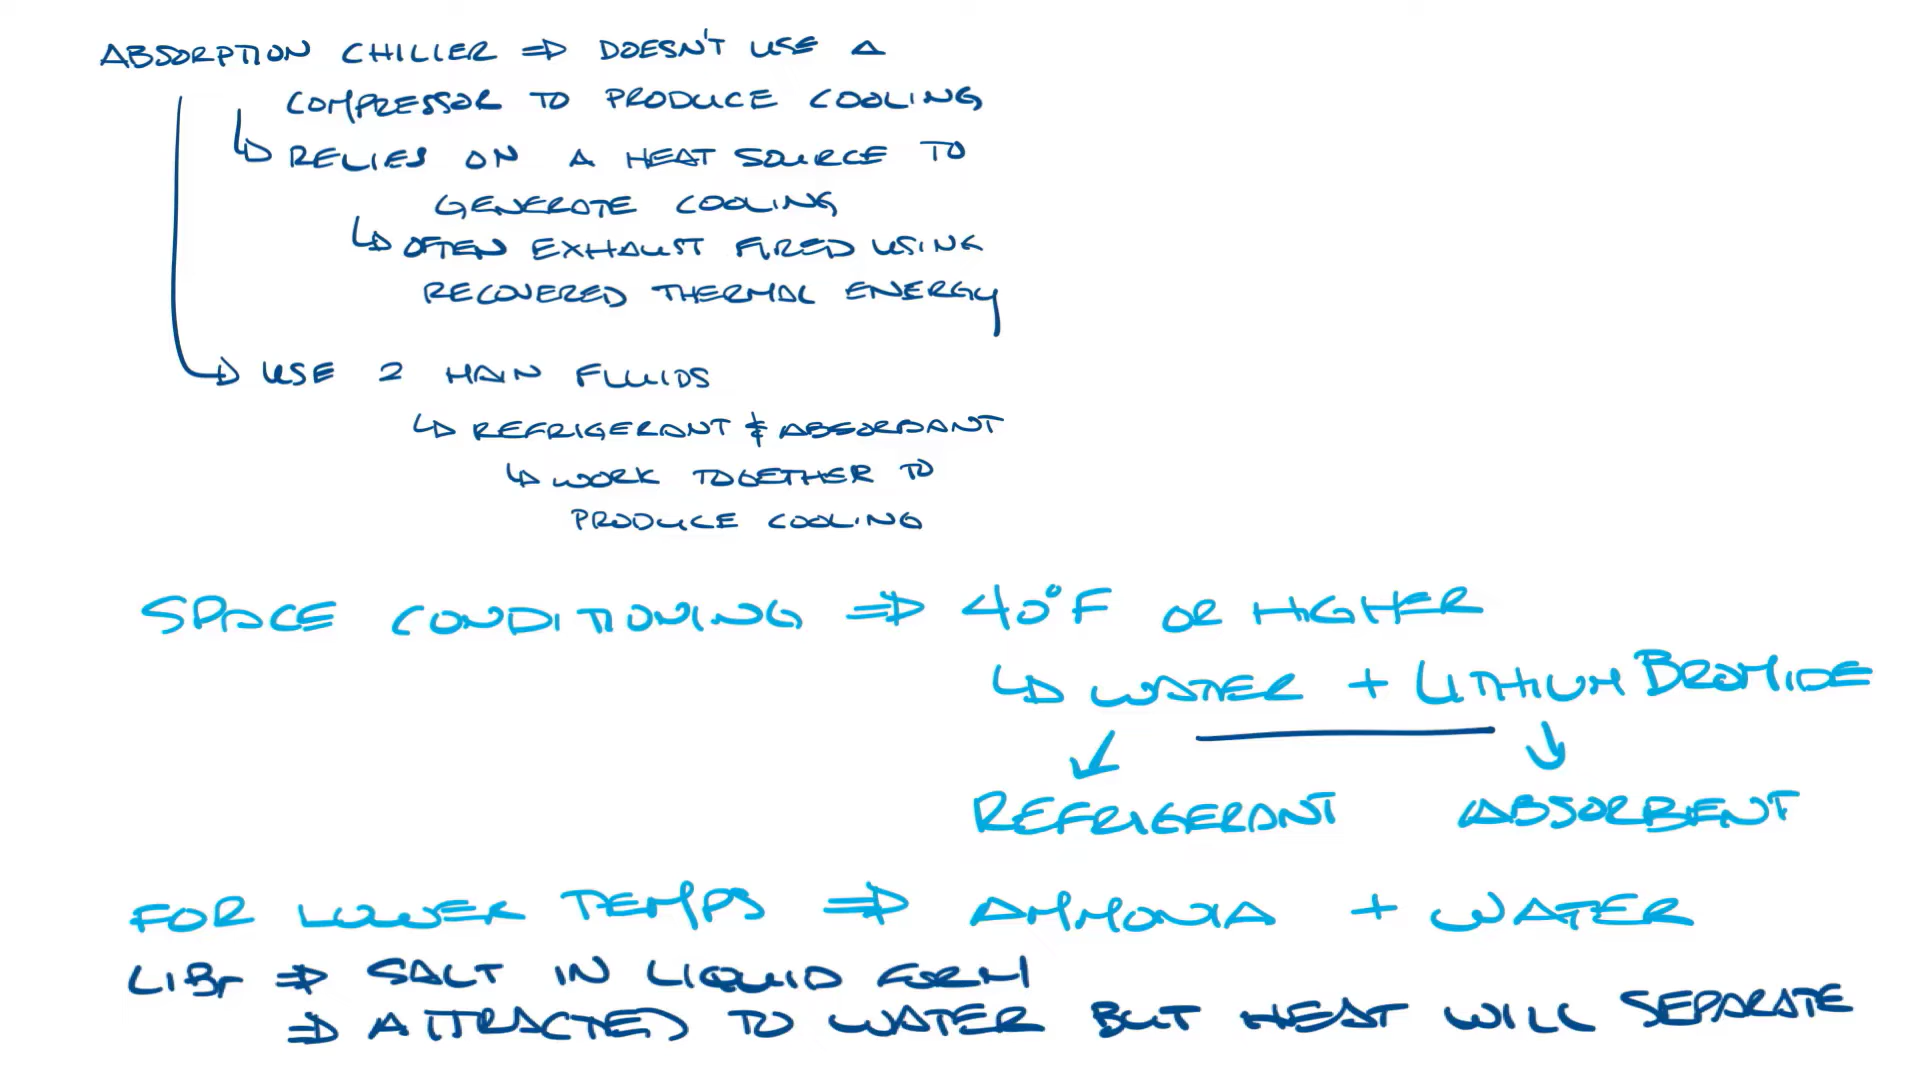 ABSORPTION CHILLER ⇒ DOESN'T USE A
COMPRESSOR TO PRODUCE COOLING
↳ RELIES ON A HEAT SOURCE TO
GENERATE COOLING
↳ OFTEN EXHAUST FIRED USING
RECOVERED THERMAL ENERGY
↳ USE 2 MAIN FLUIDS
↳ REFRIGERANT & ABSORBANT
↳ WORK TOGETHER TO
PRODUCE COOLING
SPACE CONDITIONING ⇒ 40°F OR HIGHER
↳ WATER + LITHIUM BROMIDE
↙ ↓
REFRIGERANT ABSORBENT
FOR LOWER TEMPS ⇒ AMMONIA + WATER
LiBr ⇒ SALT IN LIQUID FORM
⇒ ATTRACTED TO WATER BUT HEAT WILL SEPARATE